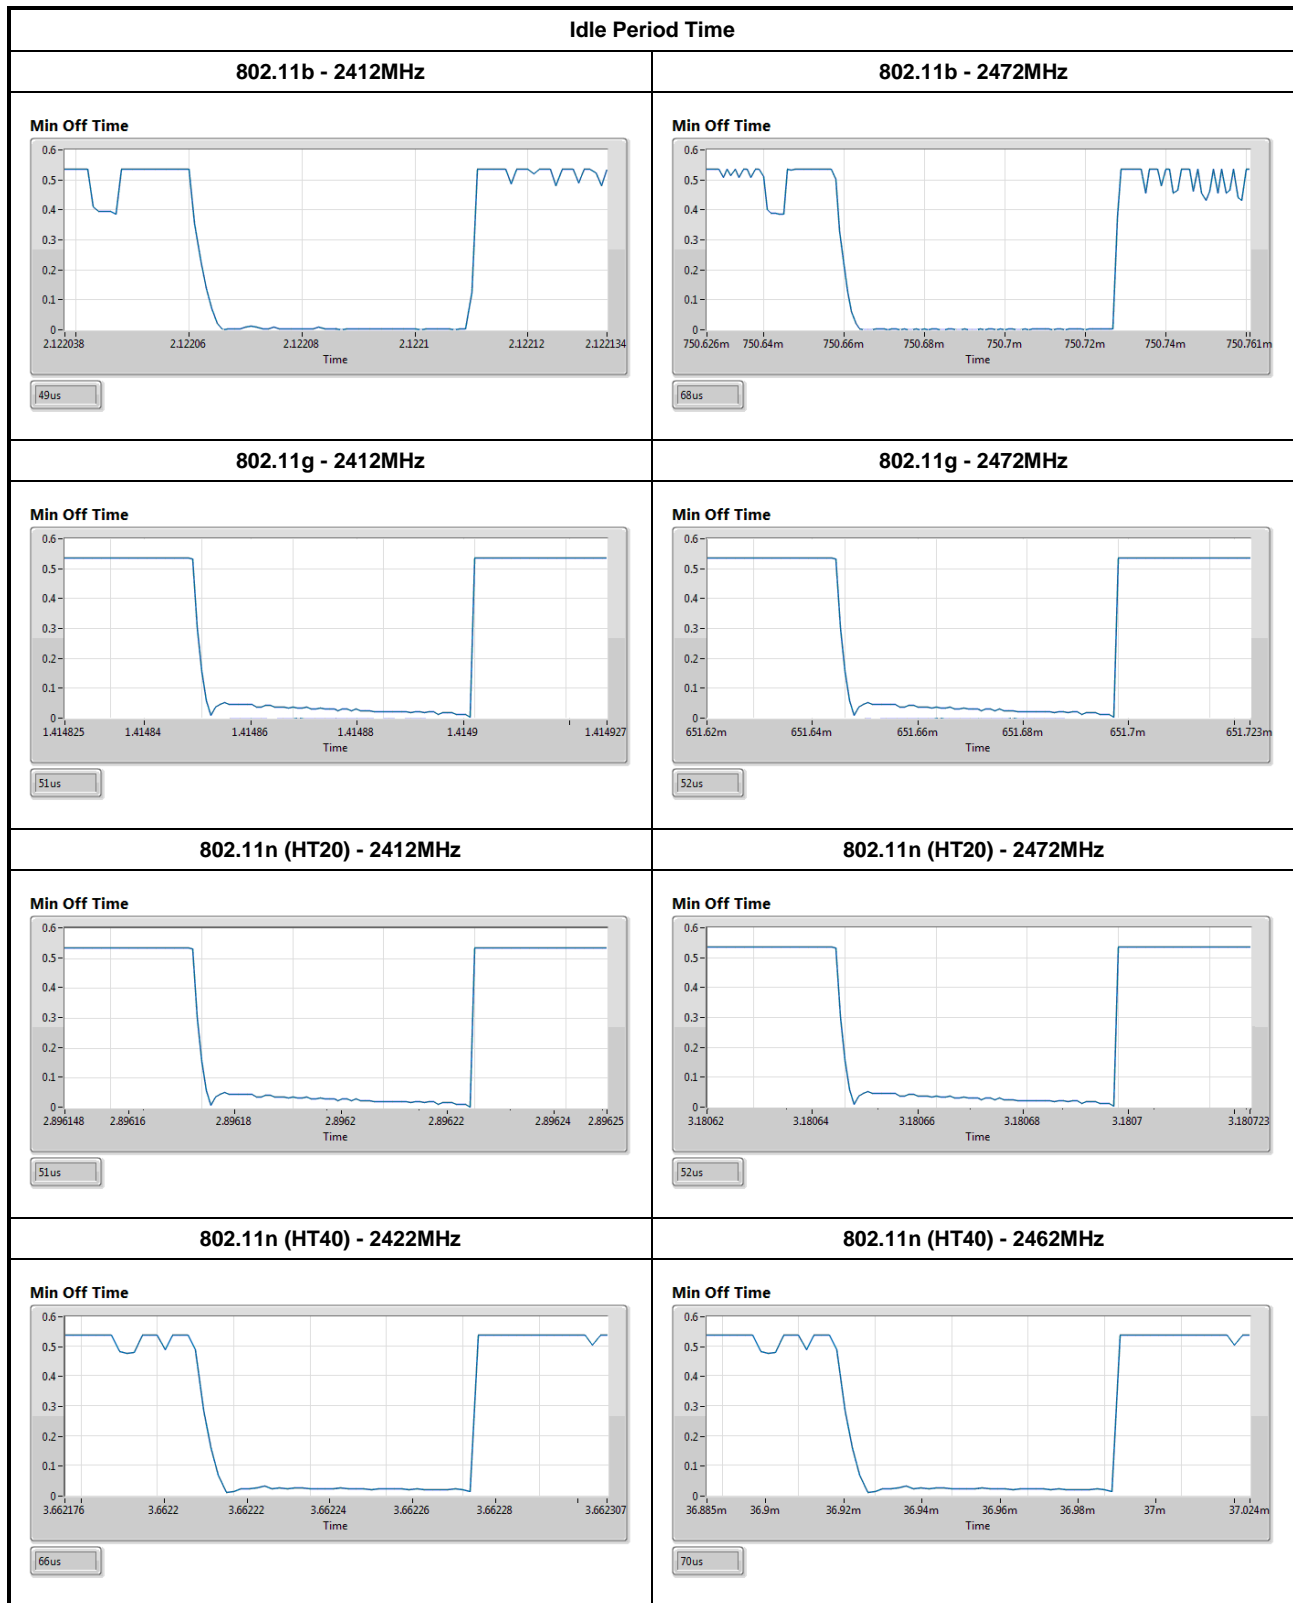 Idle Period Time
802.11b - 2412MHz
802.11b - 2472MHz
Min Off Time
0.6
0.5
0.4
0.3
0.2
0.1
0
2.122038 2.12206 2.12208 2.1221 2.12212 2.122134
Time
49us
Min Off Time
0.6
0.5
0.4
0.3
0.2
0.1
0
750.626m 750.64m 750.66m 750.68m 750.7m 750.72m 750.74m 750.761m
Time
68us
802.11g - 2412MHz
802.11g - 2472MHz
Min Off Time
0.6
0.5
0.4
0.3
0.2
0.1
0
1.414825 1.41484 1.41486 1.41488 1.4149 1.414927
Time
51us
Min Off Time
0.6
0.5
0.4
0.3
0.2
0.1
0
651.62m 651.64m 651.66m 651.68m 651.7m 651.723m
Time
52us
802.11n (HT20) - 2412MHz
802.11n (HT20) - 2472MHz
Min Off Time
0.6
0.5
0.4
0.3
0.2
0.1
0
2.896148 2.89616 2.89618 2.8962 2.89622 2.89624 2.89625
Time
51us
Min Off Time
0.6
0.5
0.4
0.3
0.2
0.1
0
3.18062 3.18064 3.18066 3.18068 3.1807 3.180723
Time
52us
802.11n (HT40) - 2422MHz
802.11n (HT40) - 2462MHz
Min Off Time
0.6
0.5
0.4
0.3
0.2
0.1
0
3.662176 3.6622 3.66222 3.66224 3.66226 3.66228 3.662307
Time
66us
Min Off Time
0.6
0.5
0.4
0.3
0.2
0.1
0
36.885m 36.9m 36.92m 36.94m 36.96m 36.98m 37m 37.024m
Time
70us